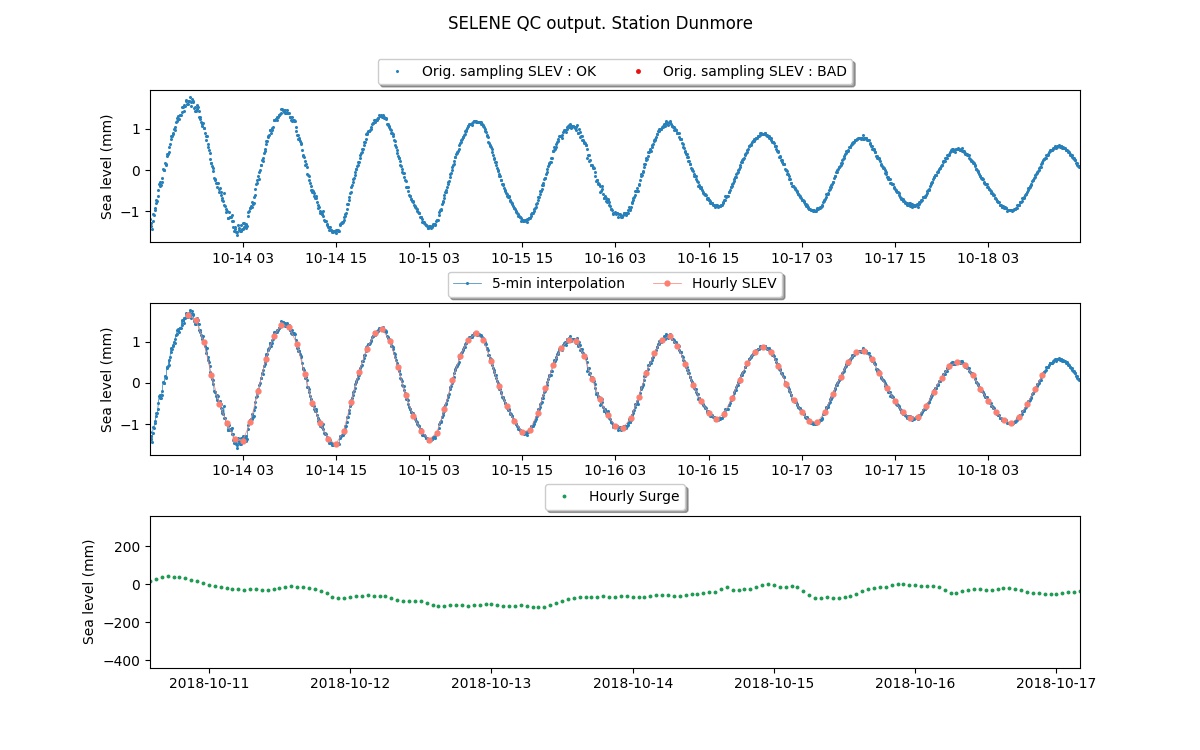 SELENE QC output. Station Dunmore
Orig. sampling SLEV : OK Orig. sampling SLEV : BAD
Sea level (mm)
1
0
−1
10-14 03 10-14 15 10-15 03 10-15 15 10-16 03 10-16 15 10-17 03 10-17 15 10-18 03
5-min interpolation Hourly SLEV
Sea level (mm)
1
0
−1
10-14 03 10-14 15 10-15 03 10-15 15 10-16 03 10-16 15 10-17 03 10-17 15 10-18 03
Hourly Surge
Sea level (mm)
200
0
−200
−400
2018-10-11 2018-10-12 2018-10-13 2018-10-14 2018-10-15 2018-10-16 2018-10-17